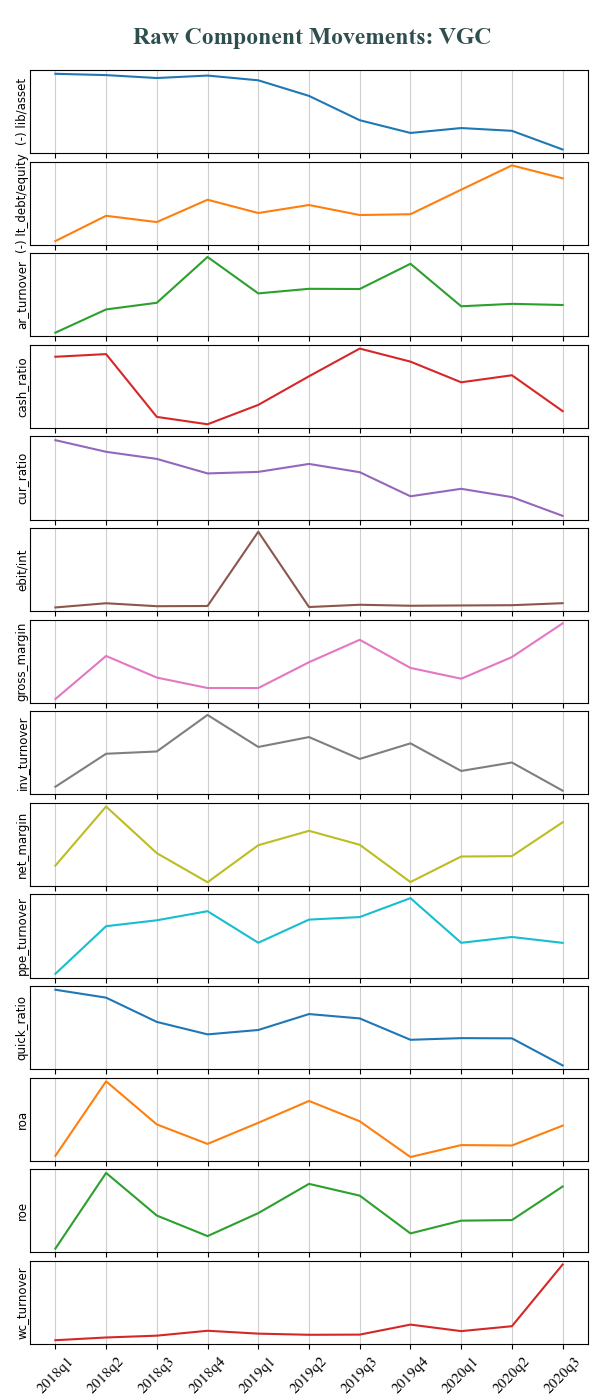 Raw Component Movements: VGC
(-) lib/asset
(-) lt_debt/equity
ar_turnover
cash_ratio
cur_ratio
ebit/int
gross_margin
inv_turnover
net_margin
ppe_turnover
quick_ratio
roa
roe
wc_turnover
2018q1 2018q2 2018q3 2018q4 2019q1 2019q2 2019q3 2019q4 2020q1 2020q2 2020q3